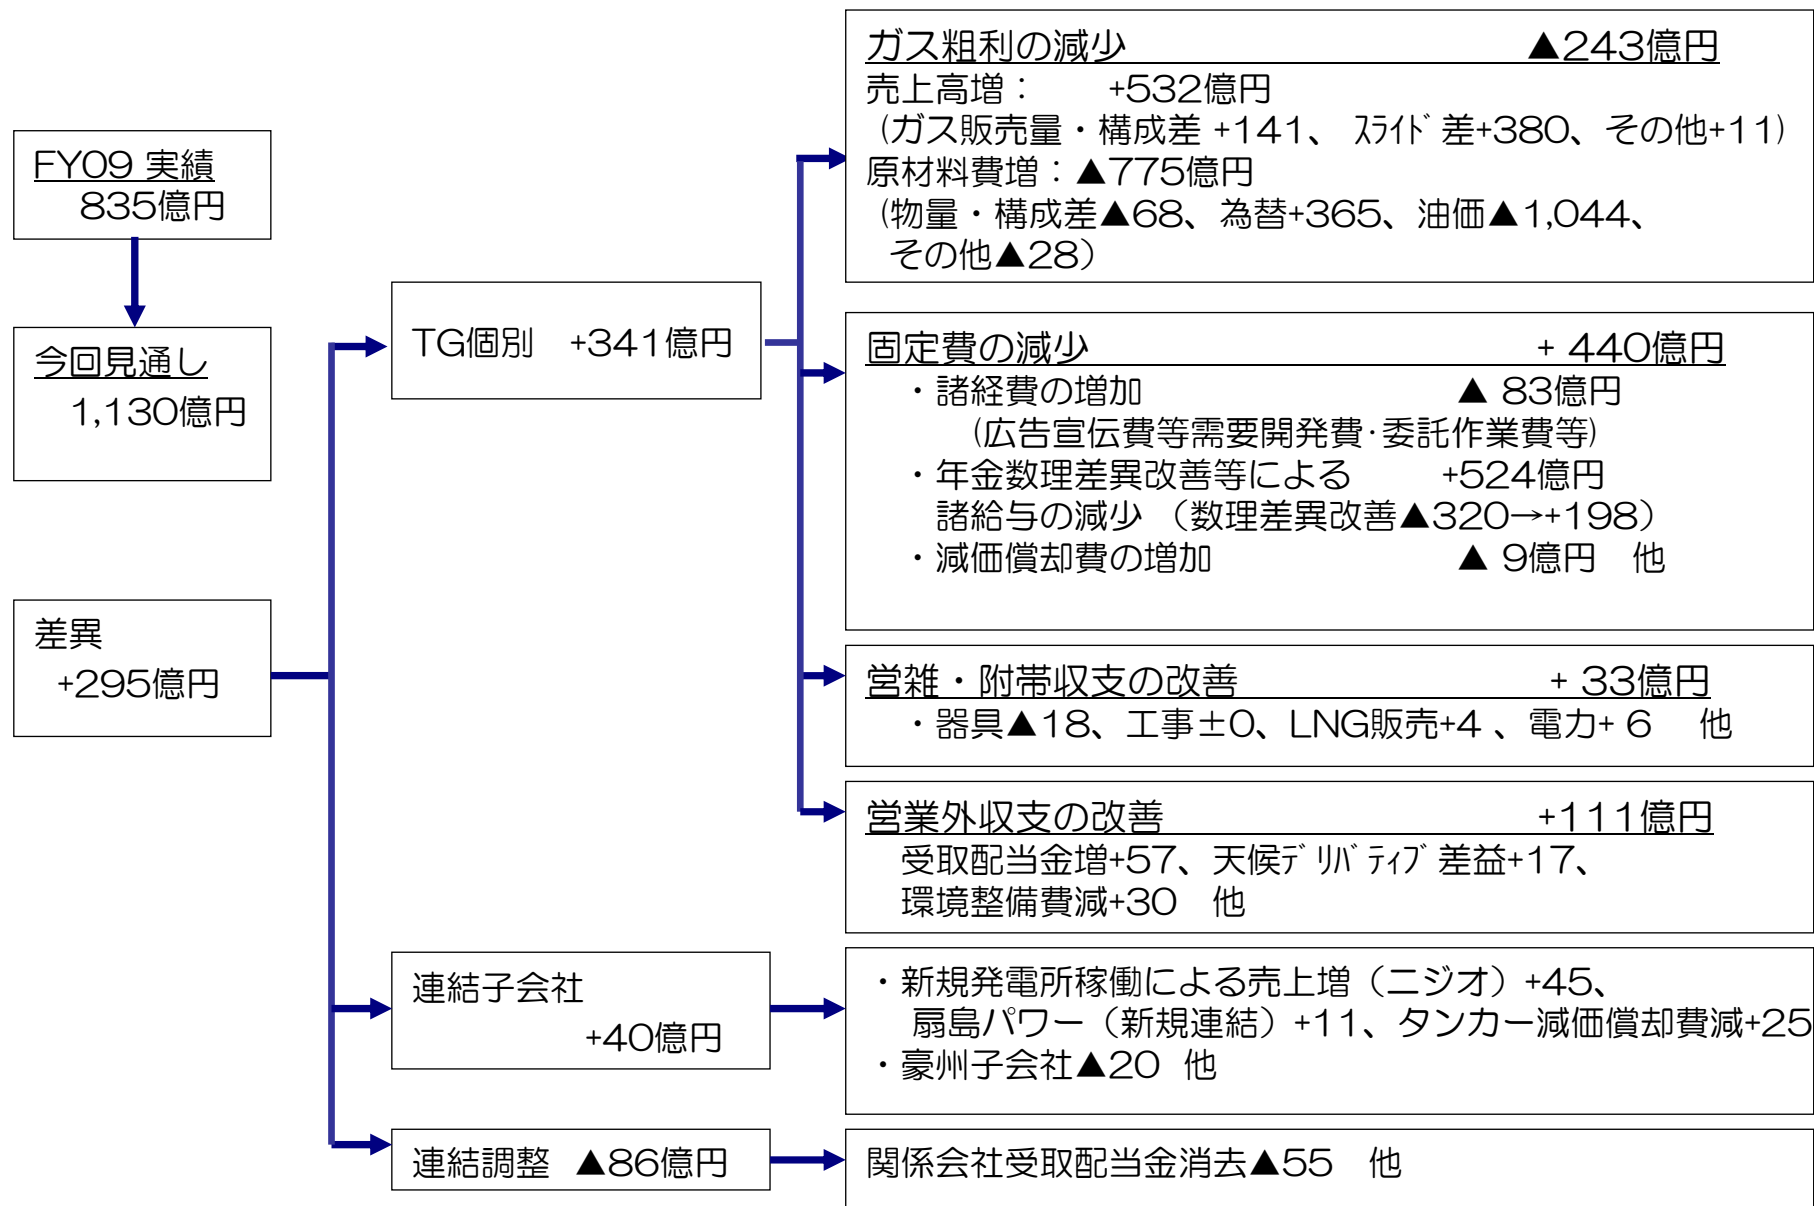 FY09 実績
835億円
今回見通し
1,130億円
差異
+295億円
TG個別 +341億円
ガス粗利の減少 ▲243億円
売上高増： +532億円
(ガス販売量・構成差 +141、ｽﾗｲﾄﾞ差+380、その他+11)
原材料費増：▲775億円
(物量・構成差▲68、為替+365、油価▲1,044、
その他▲28)
固定費の減少 + 440億円
・諸経費の増加 ▲ 83億円
(広告宣伝費等需要開発費･委託作業費等)
・年金数理差異改善等による +524億円
諸給与の減少 （数理差異改善▲320→+198）
・減価償却費の増加 ▲ 9億円 他
営雑・附帯収支の改善 + 33億円
・器具▲18、工事±0、LNG販売+4 、電力+ 6 他
営業外収支の改善 +111億円
受取配当金増+57、天候ﾃﾞﾘﾊﾞﾃｨﾌﾞ差益+17、
環境整備費減+30 他
連結子会社
+40億円
・新規発電所稼働による売上増（ニジオ）+45、
扇島パワー（新規連結）+11、タンカー減価償却費減+25
・豪州子会社▲20 他
連結調整 ▲86億円
関係会社受取配当金消去▲55 他